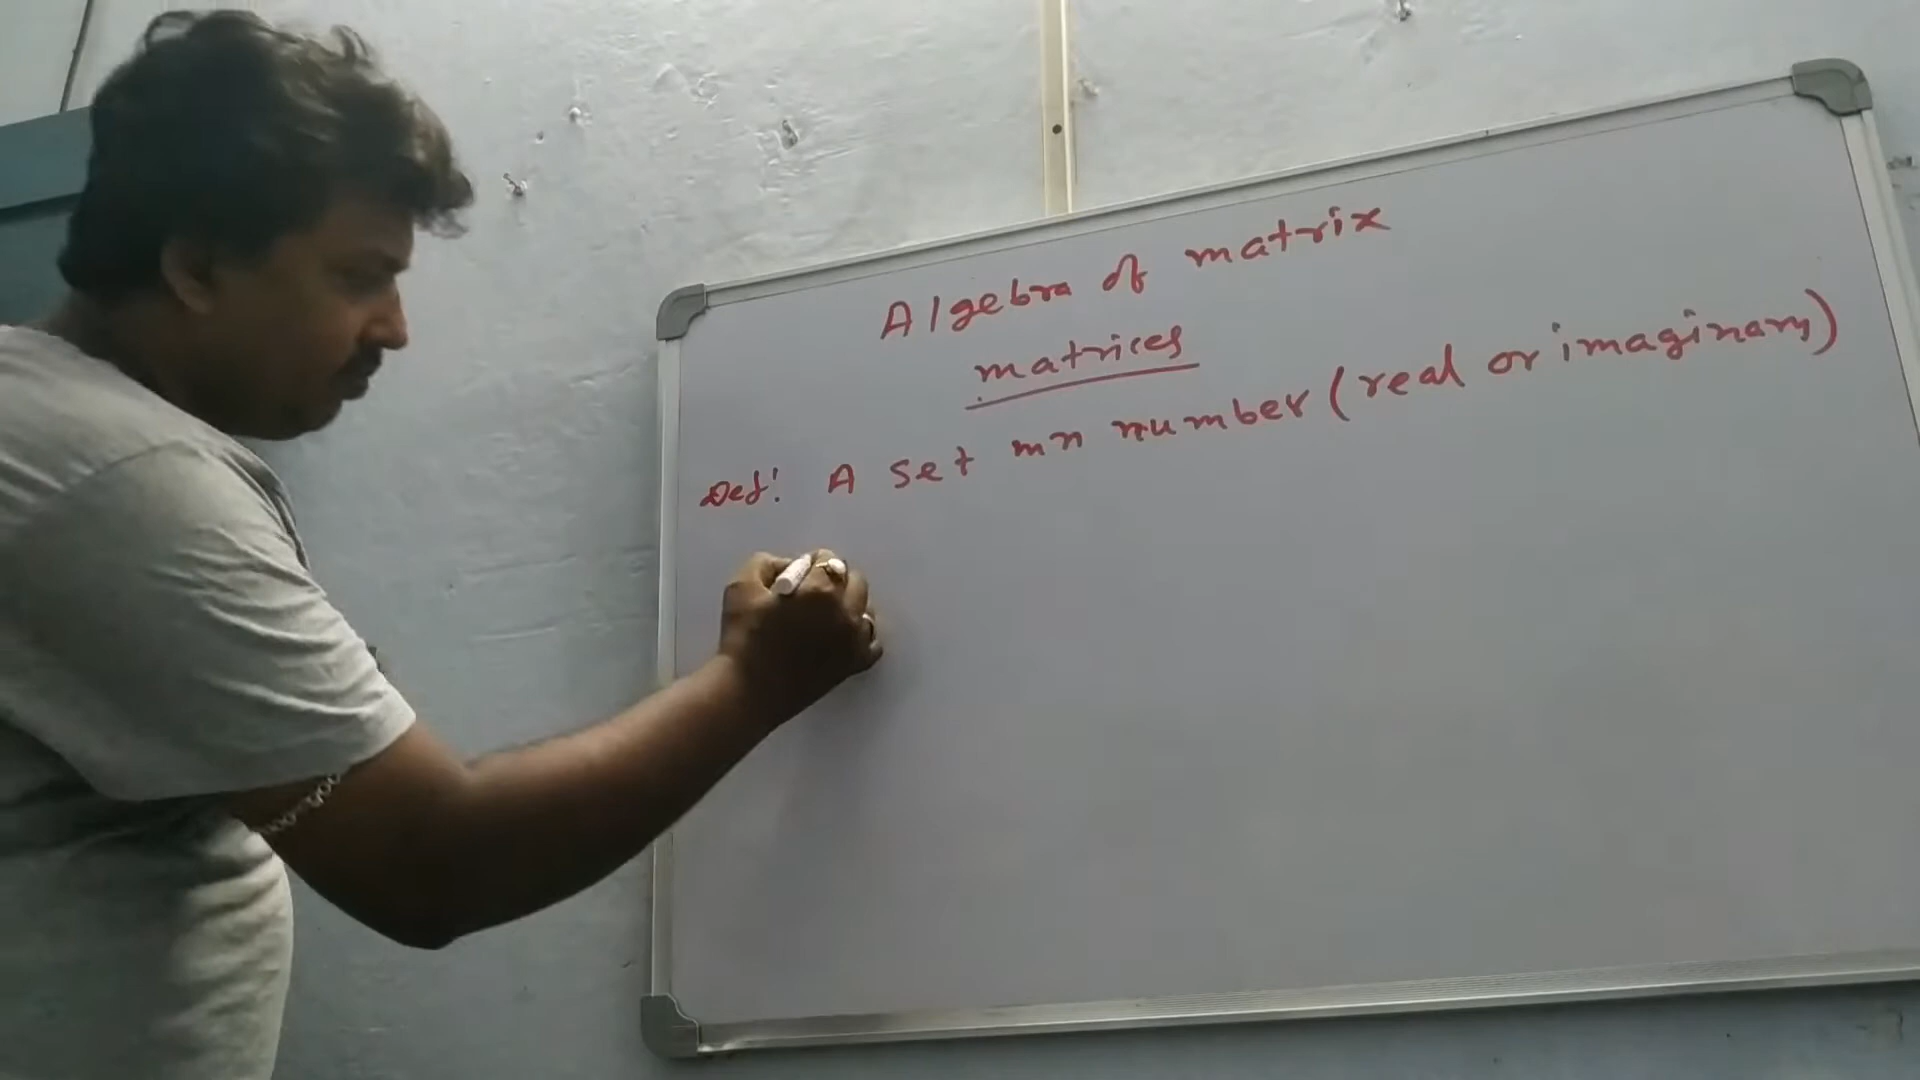 Algebra of matrix
matrices
Def: A set mn number (real or imaginary)